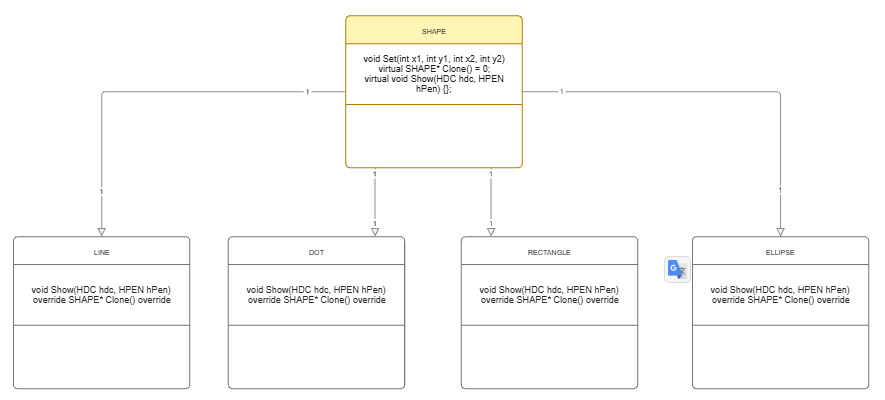 SHAPE
void Set(int x1, int y1, int x2, int y2)
virtual SHAPE* Clone() = 0;
virtual void Show(HDC hdc, HPEN
hPen) {};
1
1
1
1
1
1
1
1
LINE
void Show(HDC hdc, HPEN hPen)
override SHAPE* Clone() override
DOT
void Show(HDC hdc, HPEN hPen)
override SHAPE* Clone() override
RECTANGLE
void Show(HDC hdc, HPEN hPen)
override SHAPE* Clone() override
G
ELLIPSE
void Show(HDC hdc, HPEN hPen)
override SHAPE* Clone() override